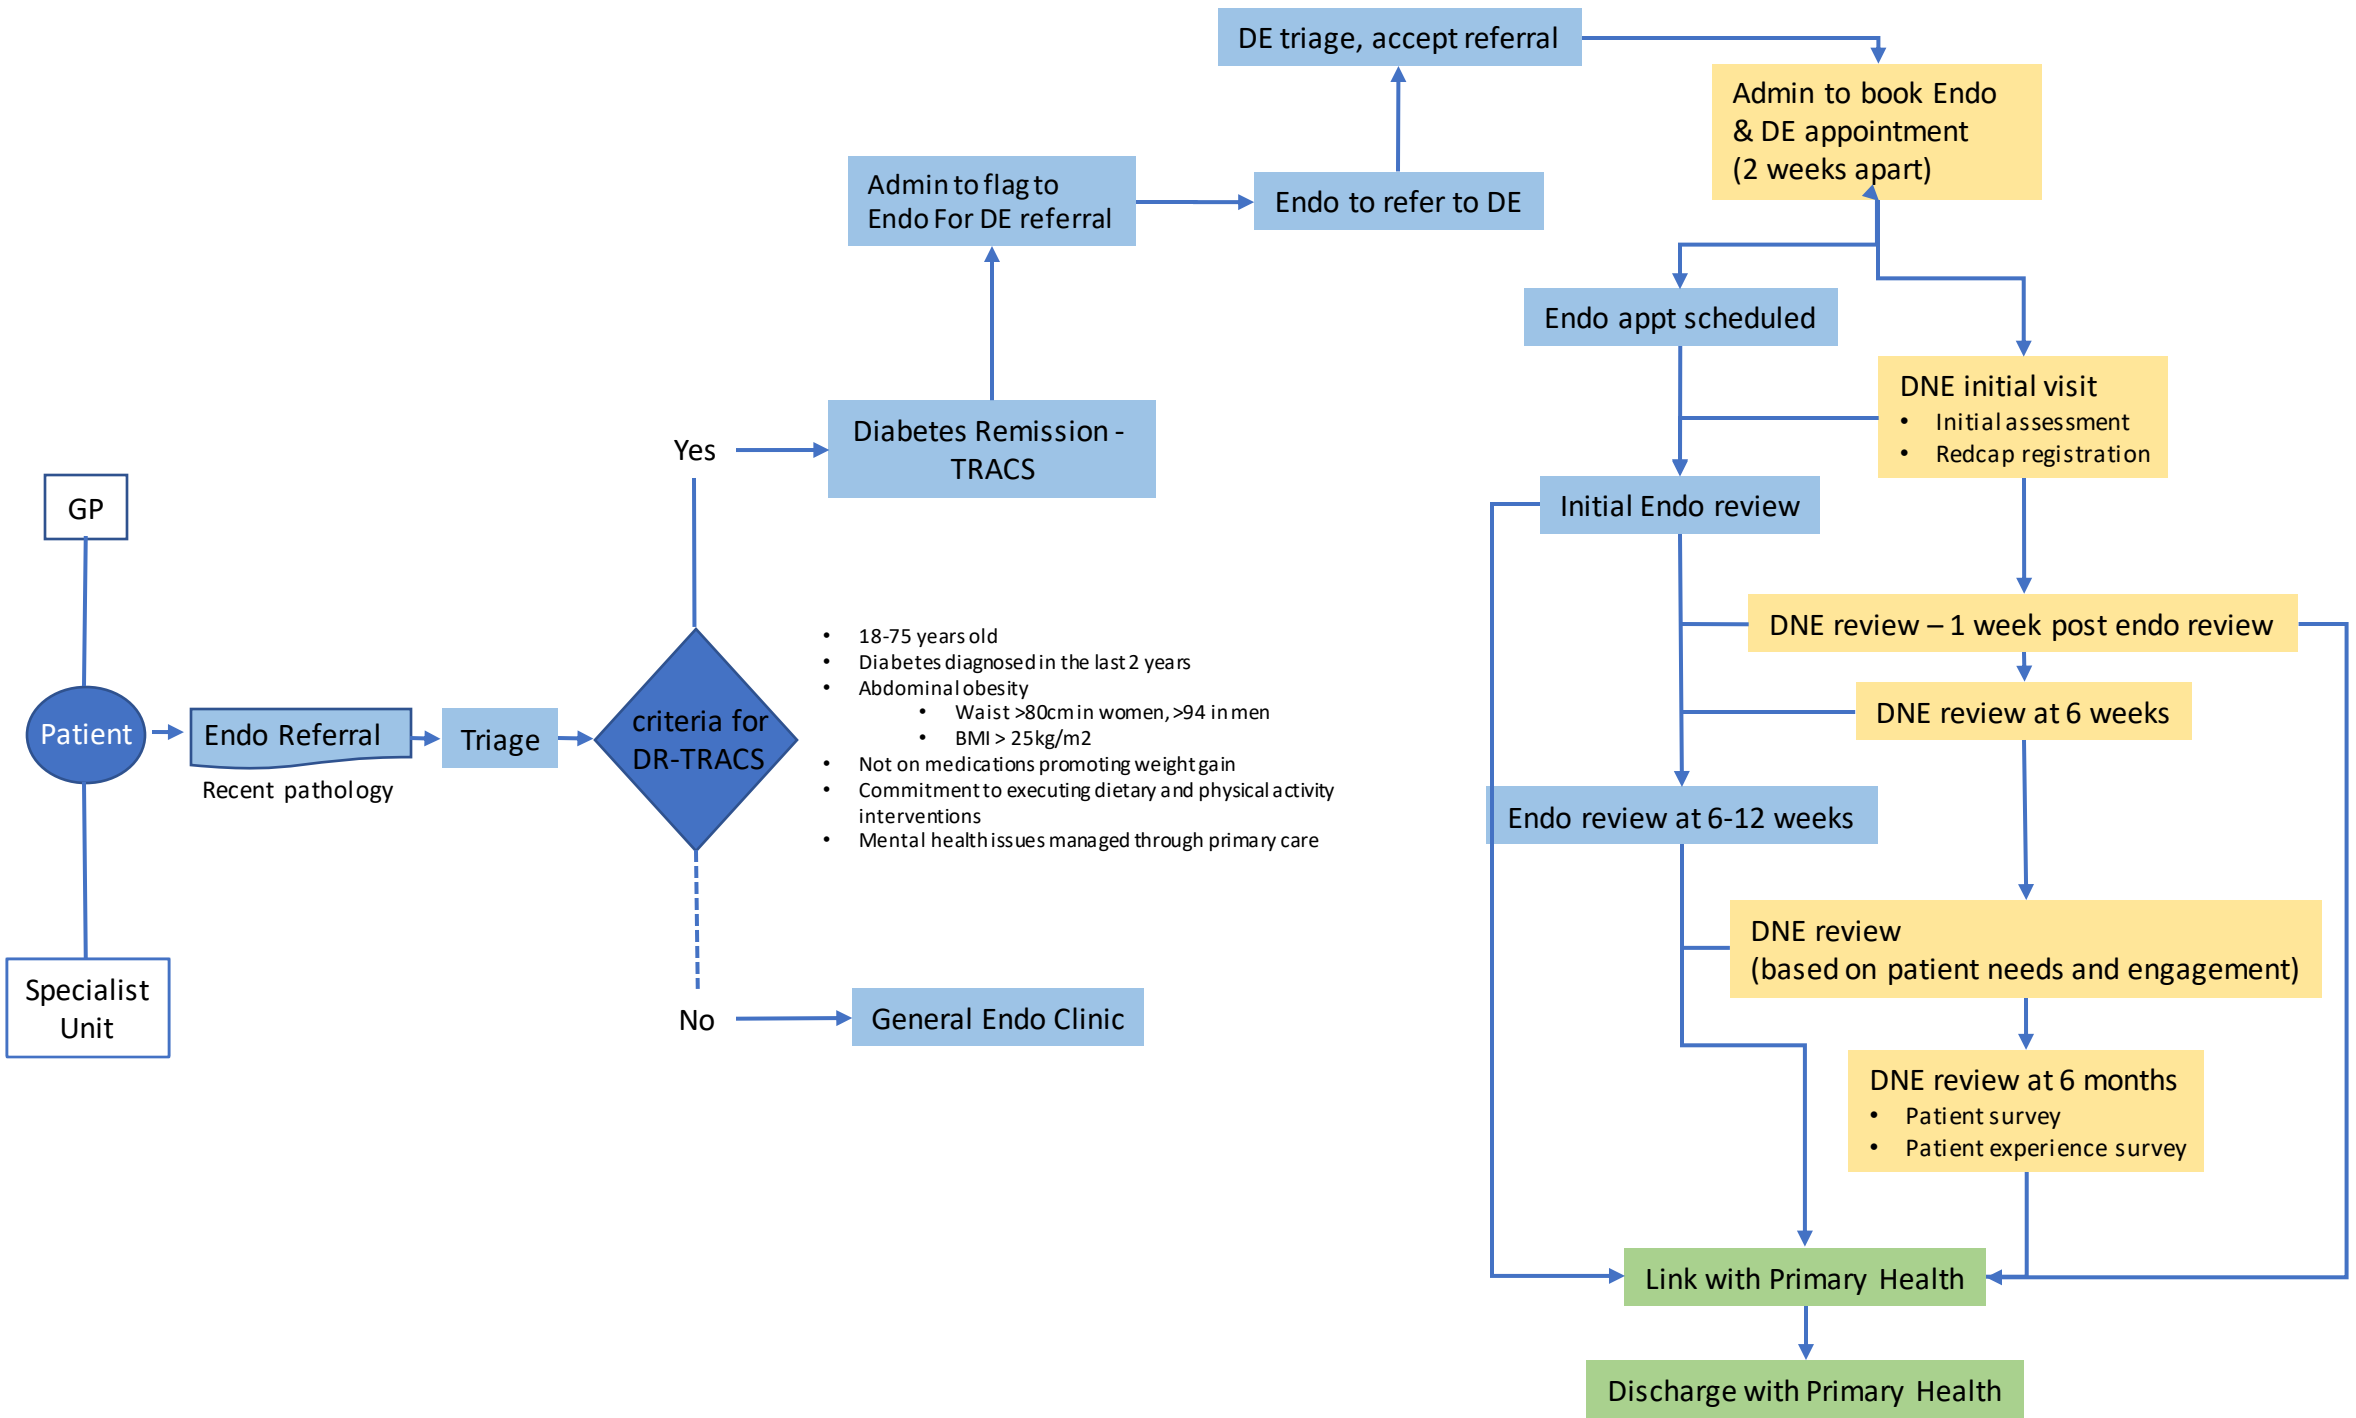 GP
Patient
Specialist
Unit
Endo Referral
Recent pathology
Triage
criteria for
DR-TRACS
Yes
No
General Endo Clinic
Diabetes Remission -
TRACS
• 18-75 years old
• Diabetes diagnosed in the last 2 years
• Abdominal obesity
• Waist >80cm in women, >94 in men
• BMI > 25kg/m2
• Not on medications promoting weight gain
• Commitment to executing dietary and physical activity
interventions
• Mental health issues managed through primary care
Admin to flag to
Endo For DE referral
Endo to refer to DE
DE triage, accept referral
Admin to book Endo
& DE appointment
(2 weeks apart)
Endo appt scheduled
DNE initial visit
• Initial assessment
• Redcap registration
Initial Endo review
DNE review – 1 week post endo review
DNE review at 6 weeks
Endo review at 6-12 weeks
DNE review
(based on patient needs and engagement)
DNE review at 6 months
• Patient survey
• Patient experience survey
Link with Primary Health
Discharge with Primary Health